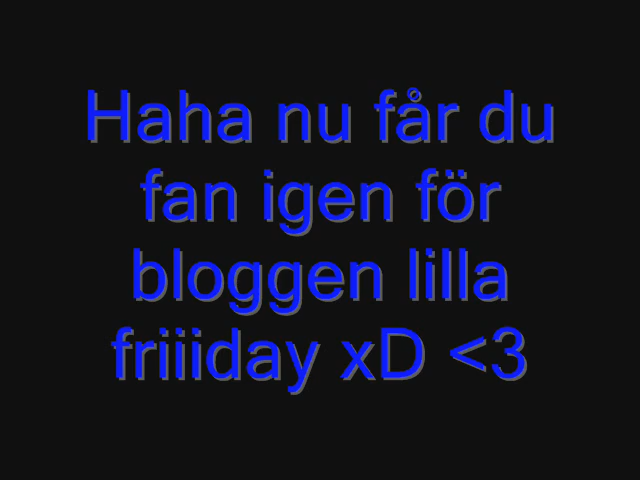 Haha nu får du
fan igen för
bloggen lilla
friiiday xD <3